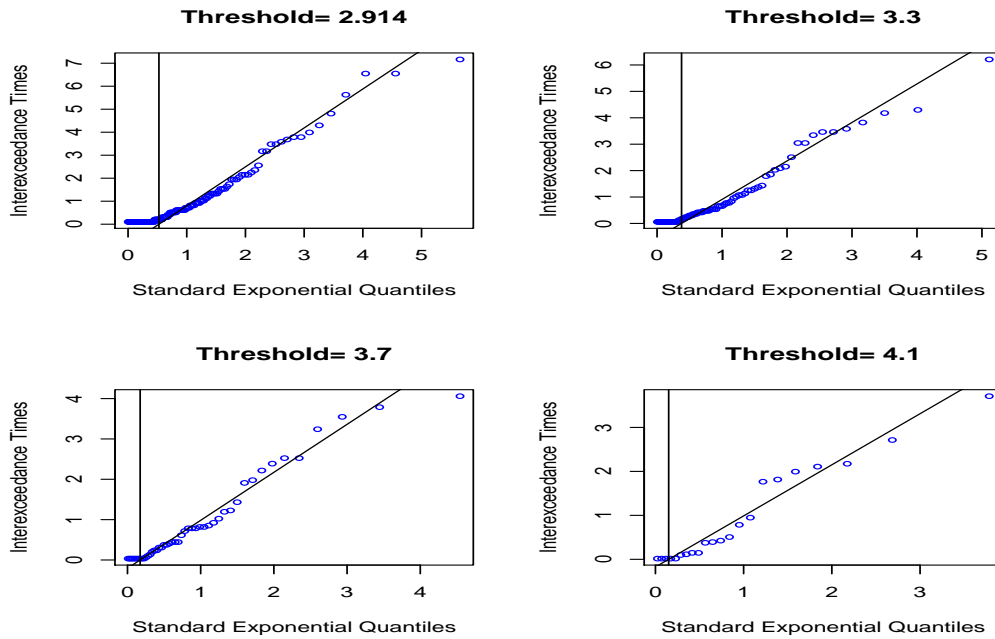 Threshold= 2.914
Interexceedance Times
7
6
5
4
3
2
1
0
0 1 2 3 4 5
Standard Exponential Quantiles
Threshold= 3.3
Interexceedance Times
6
5
4
3
2
1
0
0 1 2 3 4 5
Standard Exponential Quantiles
Threshold= 3.7
Interexceedance Times
4
3
2
1
0
0 1 2 3 4
Standard Exponential Quantiles
Threshold= 4.1
Interexceedance Times
3
2
1
0
0 1 2 3
Standard Exponential Quantiles